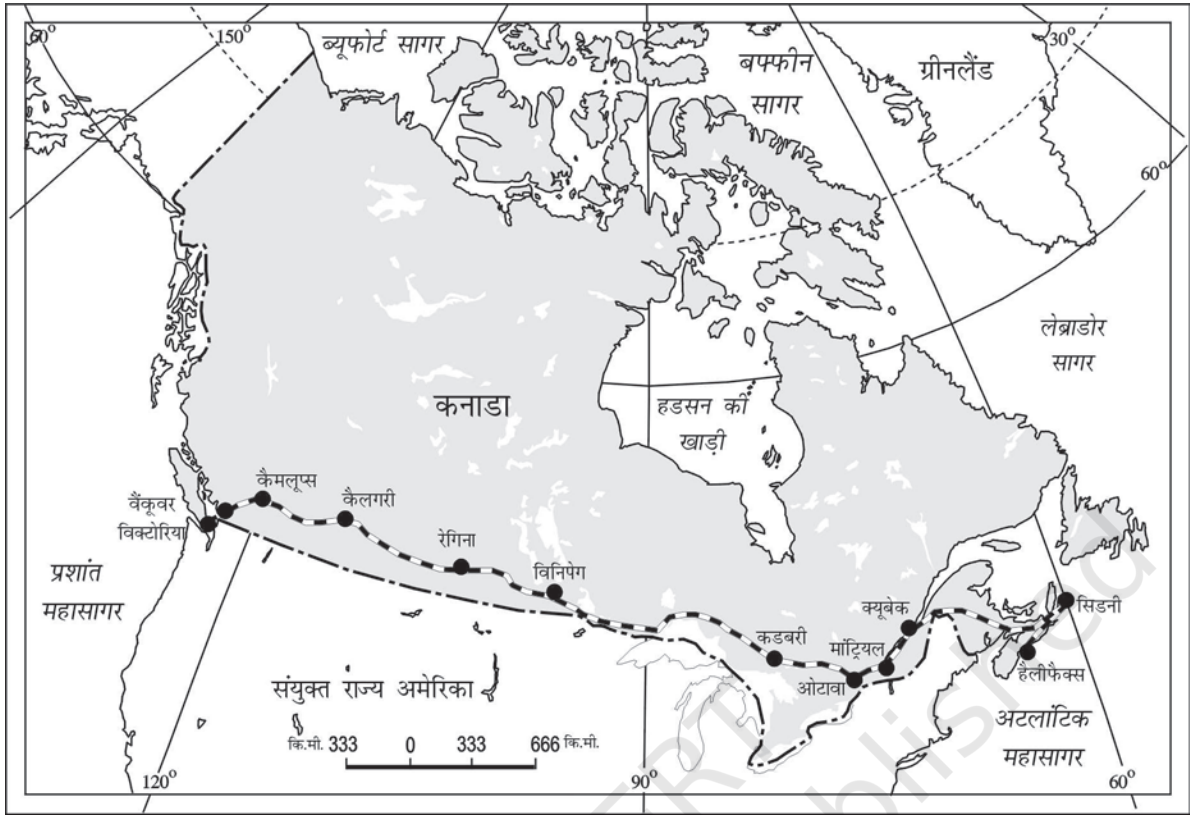 60°
150°
ब्यूफोर्ट सागर
बफ्फीन
सागर
ग्रीनलैंड
30°
60°
लेब्राडोर
सागर
कनाडा
हडसन की
खाड़ी
कैमलूप्स
कैलगरी
वैंकूवर
विक्टोरिया
रेगिना
विनिपेग
प्रशांत
महासागर
क्यूबेक
सिडनी
कडबरी
मांट्रियल
ओटावा
हैलीफैक्स
संयुक्त राज्य अमेरिका
अटलांटिक
महासागर
कि.मी. 333 0 333 666 कि.मी.
120°
90°
60°